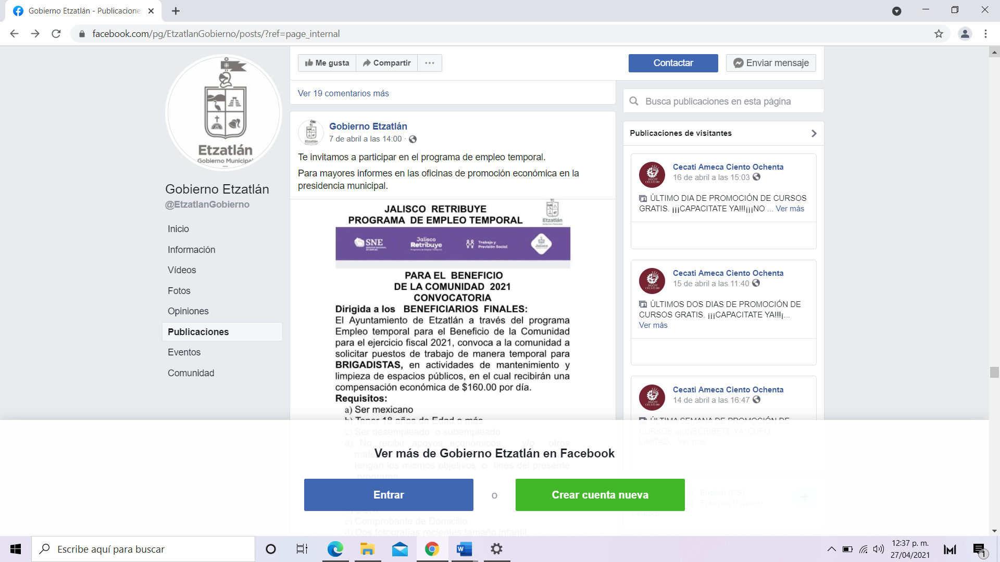 Gobierno Etzatlán - Publicaciones
facebook.com/pg/EtzatlanGobierno/posts/?ref=page_internal
Etzatlán
Gobierno Municipal
Gobierno Etzatlán
@EtzatlanGobierno
Inicio
Información
Vídeos
Fotos
Opiniones
Publicaciones
Eventos
Comunidad
Me gusta
Compartir
Contactar
Enviar mensaje
Ver 19 comentarios más
Gobierno Etzatlán
7 de abril a las 14:00 ·
Te invitamos a participar en el programa de empleo temporal.
Para mayores informes en las oficinas de promoción económica en la
presidencia municipal.
JALISCO RETRIBUYE
PROGRAMA DE EMPLEO TEMPORAL
Etzatlán
SNE
Jalisco
Retribuye
Programa de Empleo Temporal
Trabajo y
Previsión Social
Jalisco
PARA EL BENEFICIO
DE LA COMUNIDAD 2021
CONVOCATORIA
Dirigida a los BENEFICIARIOS FINALES:
El Ayuntamiento de Etzatlán a través del programa
Empleo temporal para el Beneficio de la Comunidad
para el ejercicio fiscal 2021, convoca a la comunidad a
solicitar puestos de trabajo de manera temporal para
BRIGADISTAS, en actividades de mantenimiento y
limpieza de espacios públicos, en el cual recibirán una
compensación económica de $160.00 por día.
Requisitos:
a) Ser mexicano
b) Tener 18 años de Edad o más
c) Ser desempleado o subempleado
d) No recibir apoyos económicos y/o otros
tengan los mismos objetivos o fines del presente
programa
c) Comprobante de Domicilio
d) Dos fotografías recientes tamaño infantil
Busca publicaciones en esta página
Publicaciones de visitantes
Cecati Ameca Ciento Ochenta
16 de abril a las 15:03
ÚLTIMO DIA DE PROMOCIÓN DE CURSOS
GRATIS. ¡¡¡CAPACITATE YA!!!¡¡¡NO ... Ver más
Cecati Ameca Ciento Ochenta
15 de abril a las 11:40
ÚLTIMOS DOS DIAS DE PROMOCIÓN DE
CURSOS GRATIS. ¡¡¡CAPACITATE YA!!!¡...
Ver más
Cecati Ameca Ciento Ochenta
14 de abril a las 16:47
ÚLTIMA SEMANA DE PROMOCIÓN DE
CURSOS. ¡¡¡INSCRIBETE YA. CUPO
LIMITAD... Ver más
English (US)
Français (France)
Ver más de Gobierno Etzatlán en Facebook
Entrar
o
Crear cuenta nueva
Escribe aquí para buscar
12:37 p. m.
27/04/2021
1